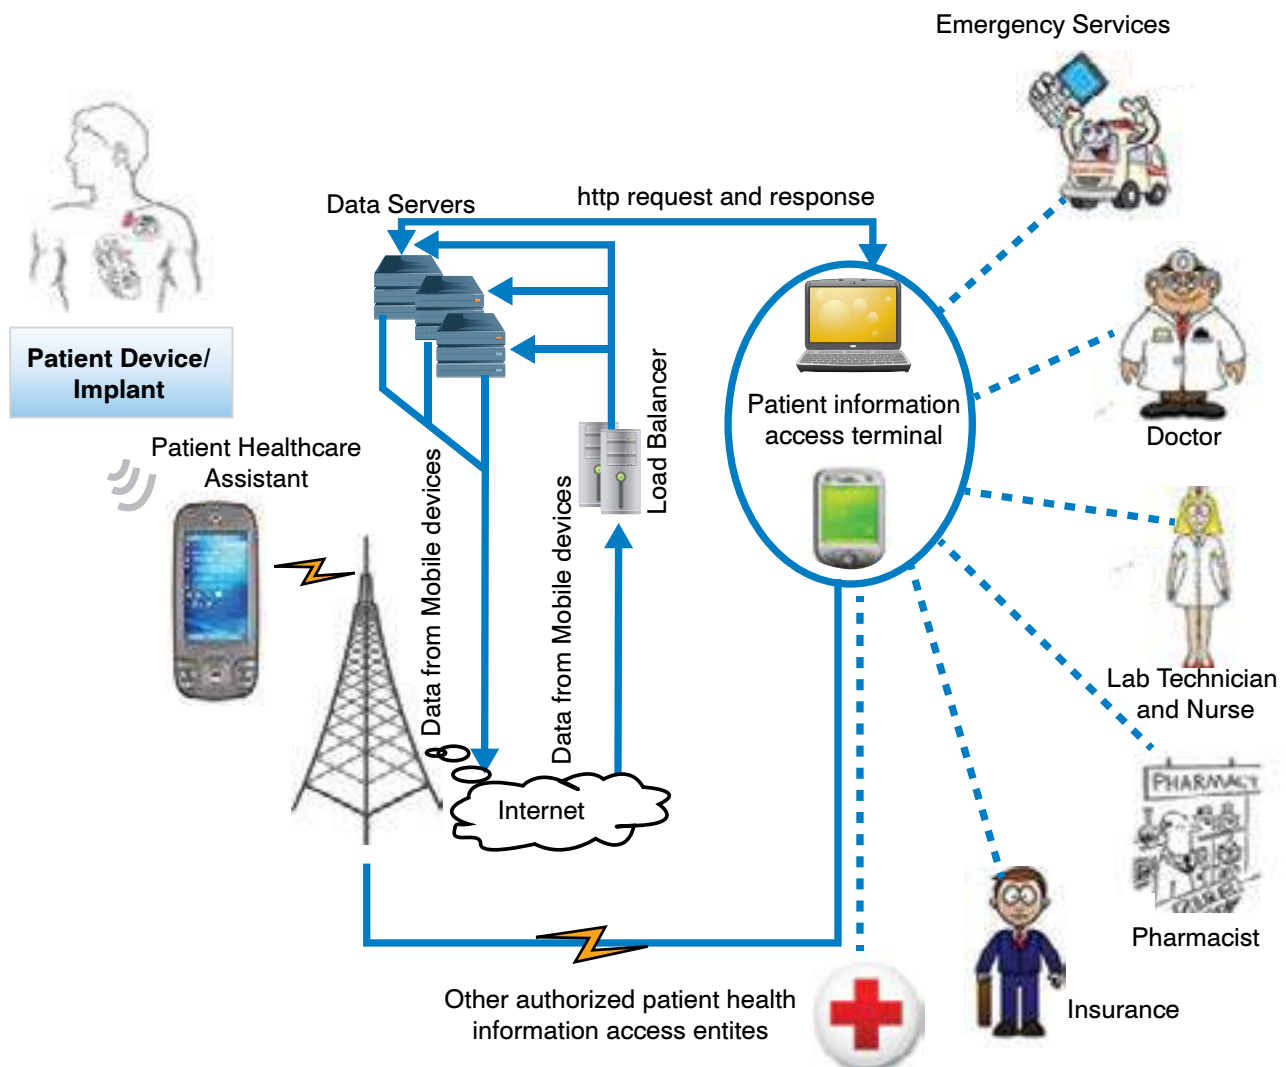 Emergency Services
http request and response
Data Servers
Patient Device/
Implant
Load Balancer
Patient information
access terminal
Doctor
Patient Healthcare
Assistant
Data from Mobile devices
Data from Mobile devices
Lab Technician
and Nurse
Internet
PHARMACY
Pharmacist
Other authorized patient health
information access entites
Insurance